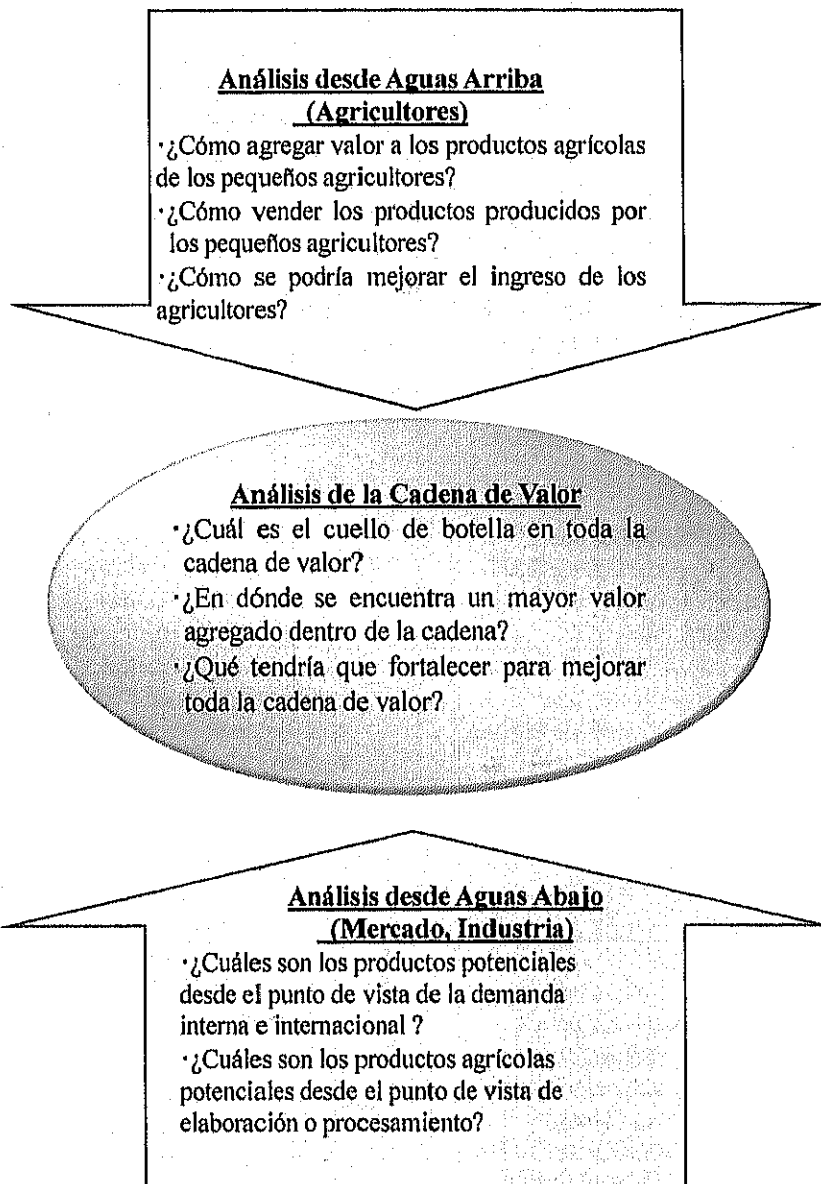 Análisis desde Aguas Arriba
(Agricultores)
·¿Cómo agregar valor a los productos agrícolas
de los pequeños agricultores?
·¿Cómo vender los productos producidos por
los pequeños agricultores?
·¿Cómo se podría mejorar el ingreso de los
agricultores?
Análisis de la Cadena de Valor
·¿Cuál es el cuello de botella en toda la
cadena de valor?
·¿En dónde se encuentra un mayor valor
agregado dentro de la cadena?
·¿Qué tendría que fortalecer para mejorar
toda la cadena de valor?
Análisis desde Aguas Abajo
(Mercado, Industria)
·¿Cuáles son los productos potenciales
desde el punto de vista de la demanda
interna e internacional ?
·¿Cuáles son los productos agrícolas
potenciales desde el punto de vista de
elaboración o procesamiento?